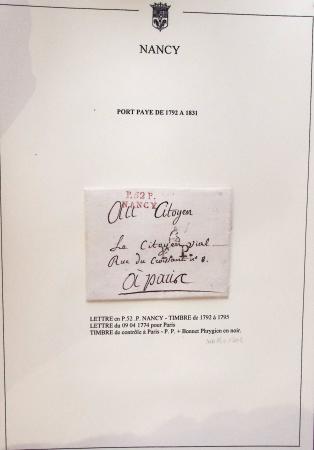 NANCY
PORT PAYE DE 1792 A 1831
P.52 P.
NANCY
Au Citoyen
Le Citoyen
P
Rue du n° 8.
à paris
LETTRE en P.52 .P. NANCY - TIMBRE de 1792 à 1795
LETTRE du 09 04 1774 pour Paris
TIMBRE de contrôle à Paris - P. P. + Bonnet Phrygien en noir.